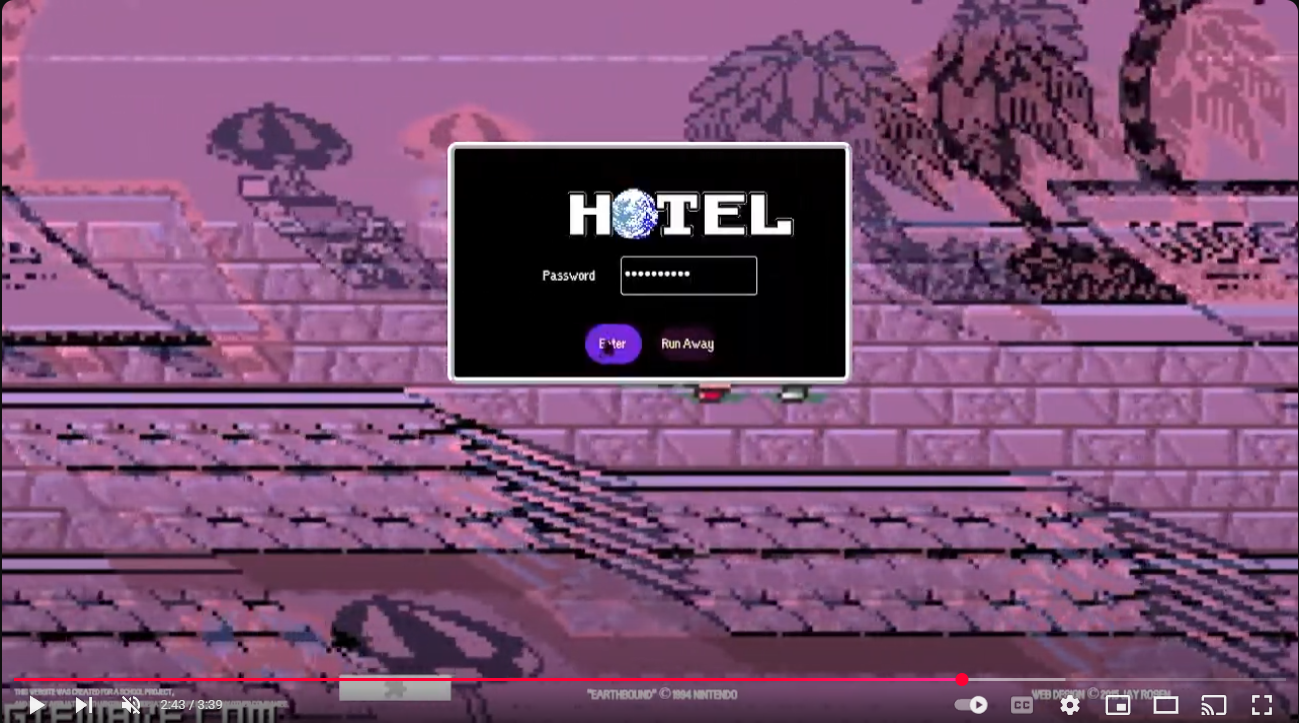 HOTEL
Password
••••••••••
Enter
Run Away
THIS WEBSITE WAS CREATED FOR A SCHOOL PROJECT,
"EARTHBOUND" © 1994 NINTENDO
WEB DESIGN © 2015 JAY ROSEN
2:43 / 3:39
CC